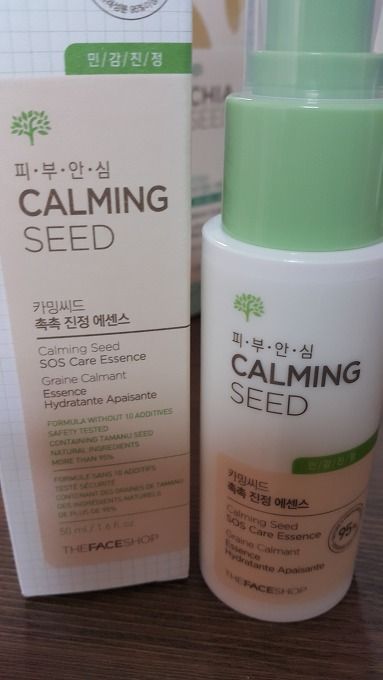 민/감/진/정
피·부·안·심
CALMING
SEED
카밍씨드
촉촉 진정 에센스
Calming Seed
SOS Care Essence
Graine Calmant
Essence
Hydratante Apaisante
FORMULA WITHOUT 10 ADDITIVES
SAFETY TESTED
CONTAINING TAMANU SEED
NATURAL INGREDIENTS
MORE THAN 95%
FORMULE SANS 10 ADDITIFS
TESTÉ SÉCURITÉ
CONTENANT DES GRAINES DE TAMANU
DES INGRÉDIENTS NATURELS
DE PLUS DE 95%
50 mL / 1.6 fl. oz.
THEFACESHOP
CHIA
SEED
피·부·안·심
CALMING
SEED
민/감/진/정
카밍씨드
촉촉 진정 에센스
Calming Seed
SOS Care Essence
Graine Calmant
Essence
Hydratante Apaisante
THEFACESHOP
95%